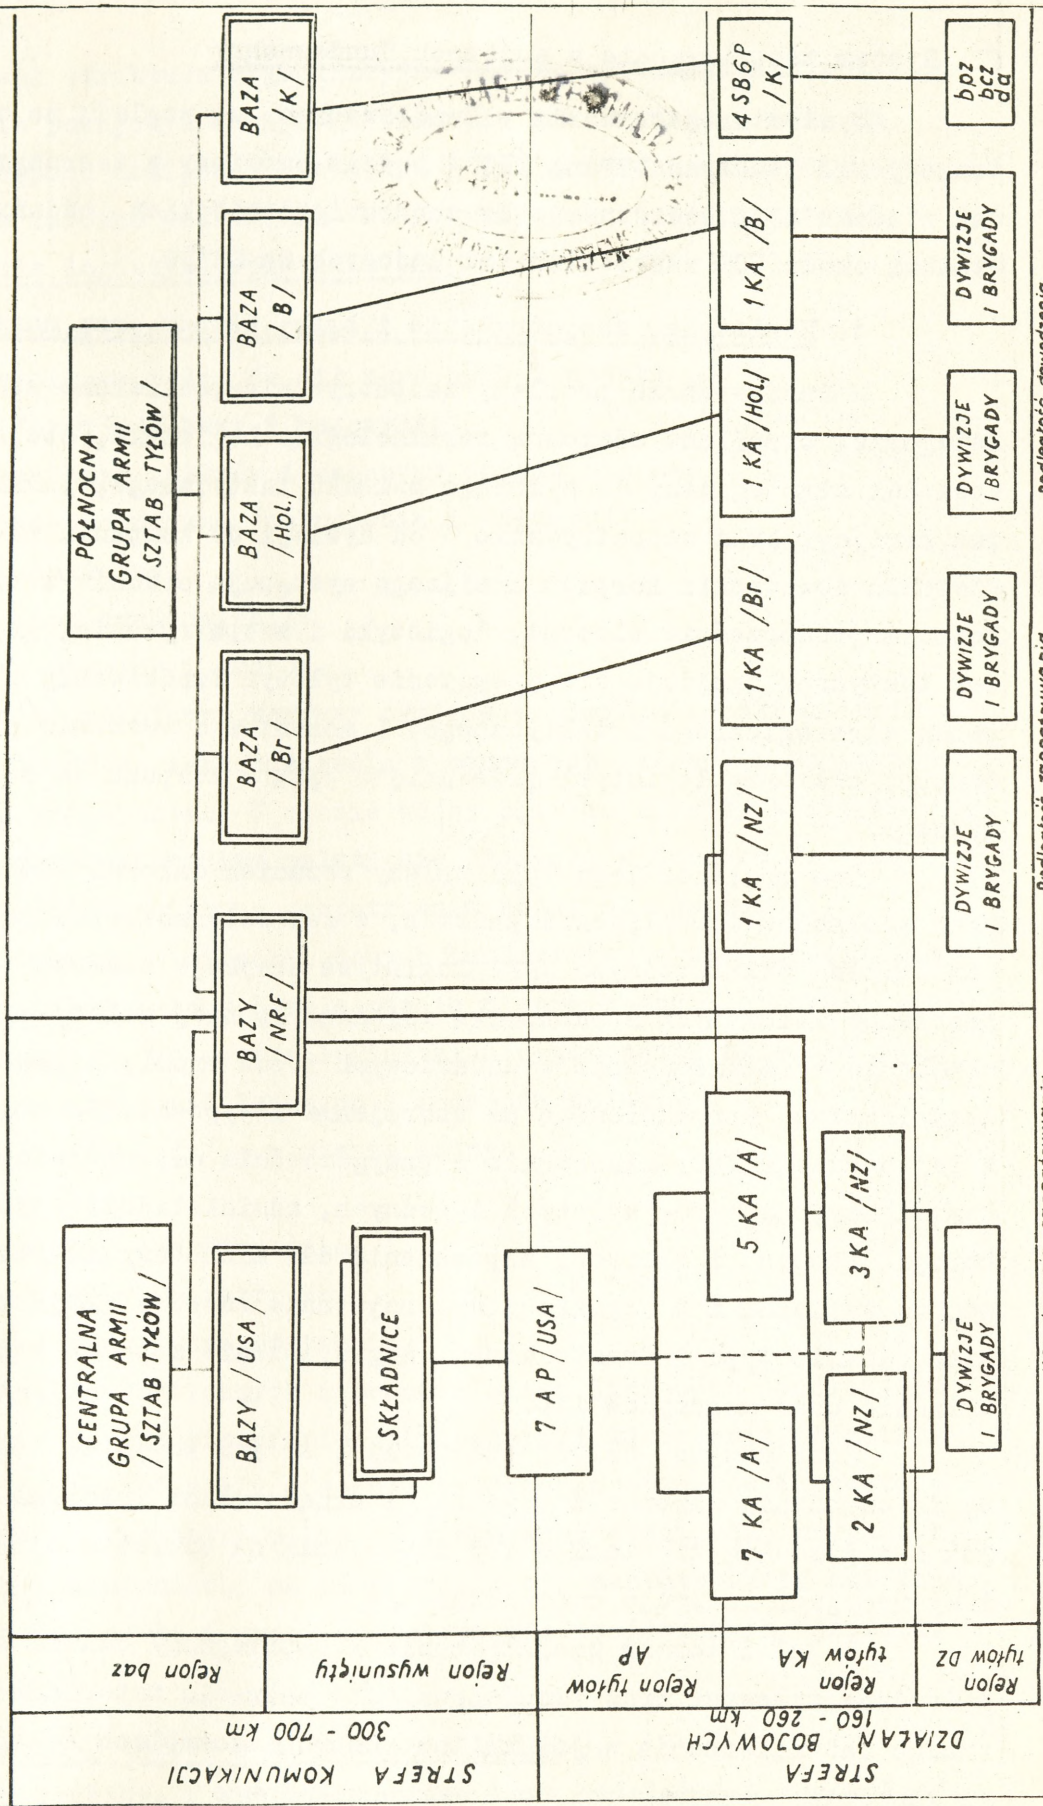 STREFA KOMUNIKACJI
300 - 700 km
Rejon baz
Rejon wysunięty
STREFA
DZIAŁAŃ BOJOWYCH
160 - 260 km
Rejon tyłów
AP
Rejon
tyłów KA
Rejon
tyłów DZ
CENTRALNA
GRUPA ARMII
/ SZTAB TYŁÓW /
PÓŁNOCNA
GRUPA ARMII
/ SZTAB TYŁÓW /
BAZY / USA /
BAZY
/ NRF /
BAZA
/ Br /
BAZA
/Hol./
BAZA
/ B /
BAZA
/ K /
SKŁADNICE
7 AP /USA/
7 KA /A/
5 KA /A/
2 KA /NZ/
3 KA /NZ/
1 KA /NZ/
1 KA /Br/
1 KA /Hol./
1 KA /B/
4 SBGP
/K/
DYWIZJE
I BRYGADY
DYWIZJE
I BRYGADY
DYWIZJE
I BRYGADY
DYWIZJE
I BRYGADY
DYWIZJE
I BRYGADY
bpz
bcz
da